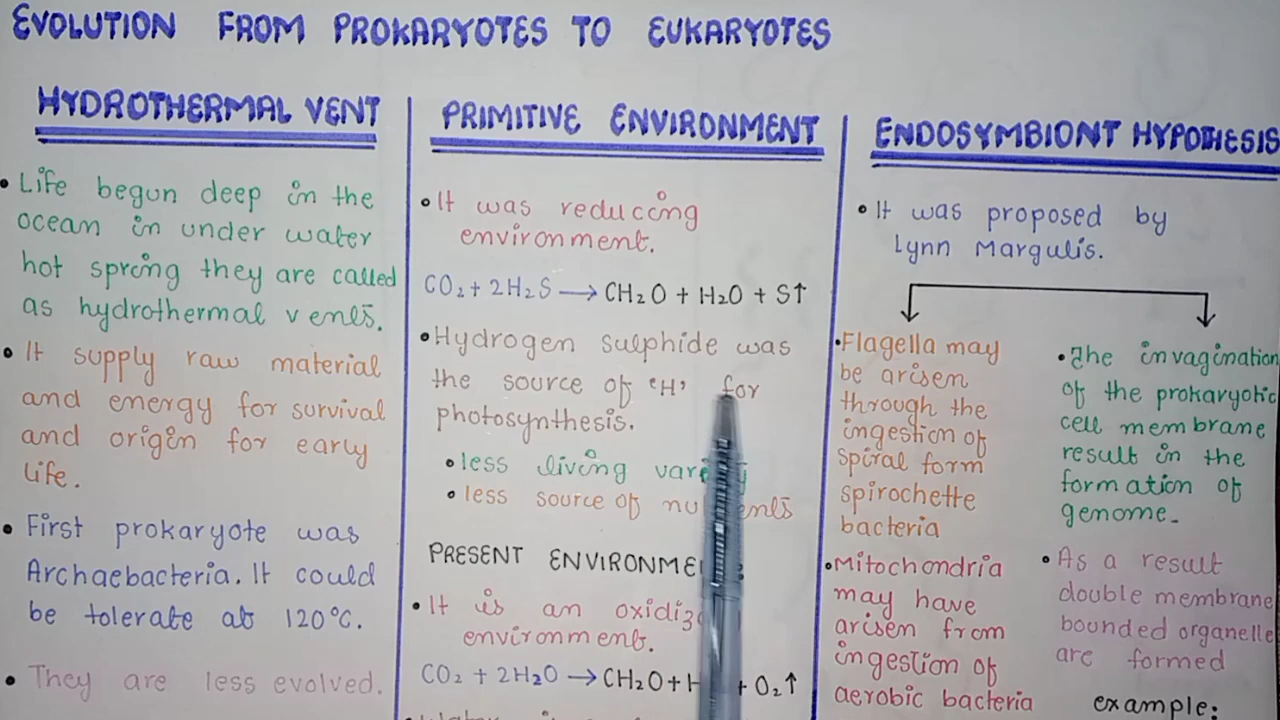 EVOLUTION FROM PROKARYOTES TO EUKARYOTES
HYDROTHERMAL VENT
• Life begun deep in the
ocean in under water
hot spring they are called
as hydrothermal vents.
• It supply raw material
and energy for survival
and origin for early
life.
• First prokaryote was
Archaebacteria. It could
be tolerate at 120°C.
• They are less evolved.
PRIMITIVE ENVIRONMENT
• It was reducing
environment.
CO₂ + 2H₂S → CH₂O + H₂O + S↑
• Hydrogen sulphide was
the source of 'H' for
photosynthesis.
• less living
• less source of
PRESENT
• It is an
environment.
CO₂ + 2H₂O → CH₂O + H + O₂↑
ENDOSYMBIONT HYPOTHESIS
• It was proposed by
Lynn Margulis.
• Flagella may
be arisen
through the
ingestion of
spiral form
spirochette
bacteria
• Mitochondria
may have
arisen from
ingestion of
aerobic bacteria
• The invagination
of the prokaryotic
cell membrane
result in the
formation of
genome.
• As a result
double membrane
bounded organelle
are formed
example: